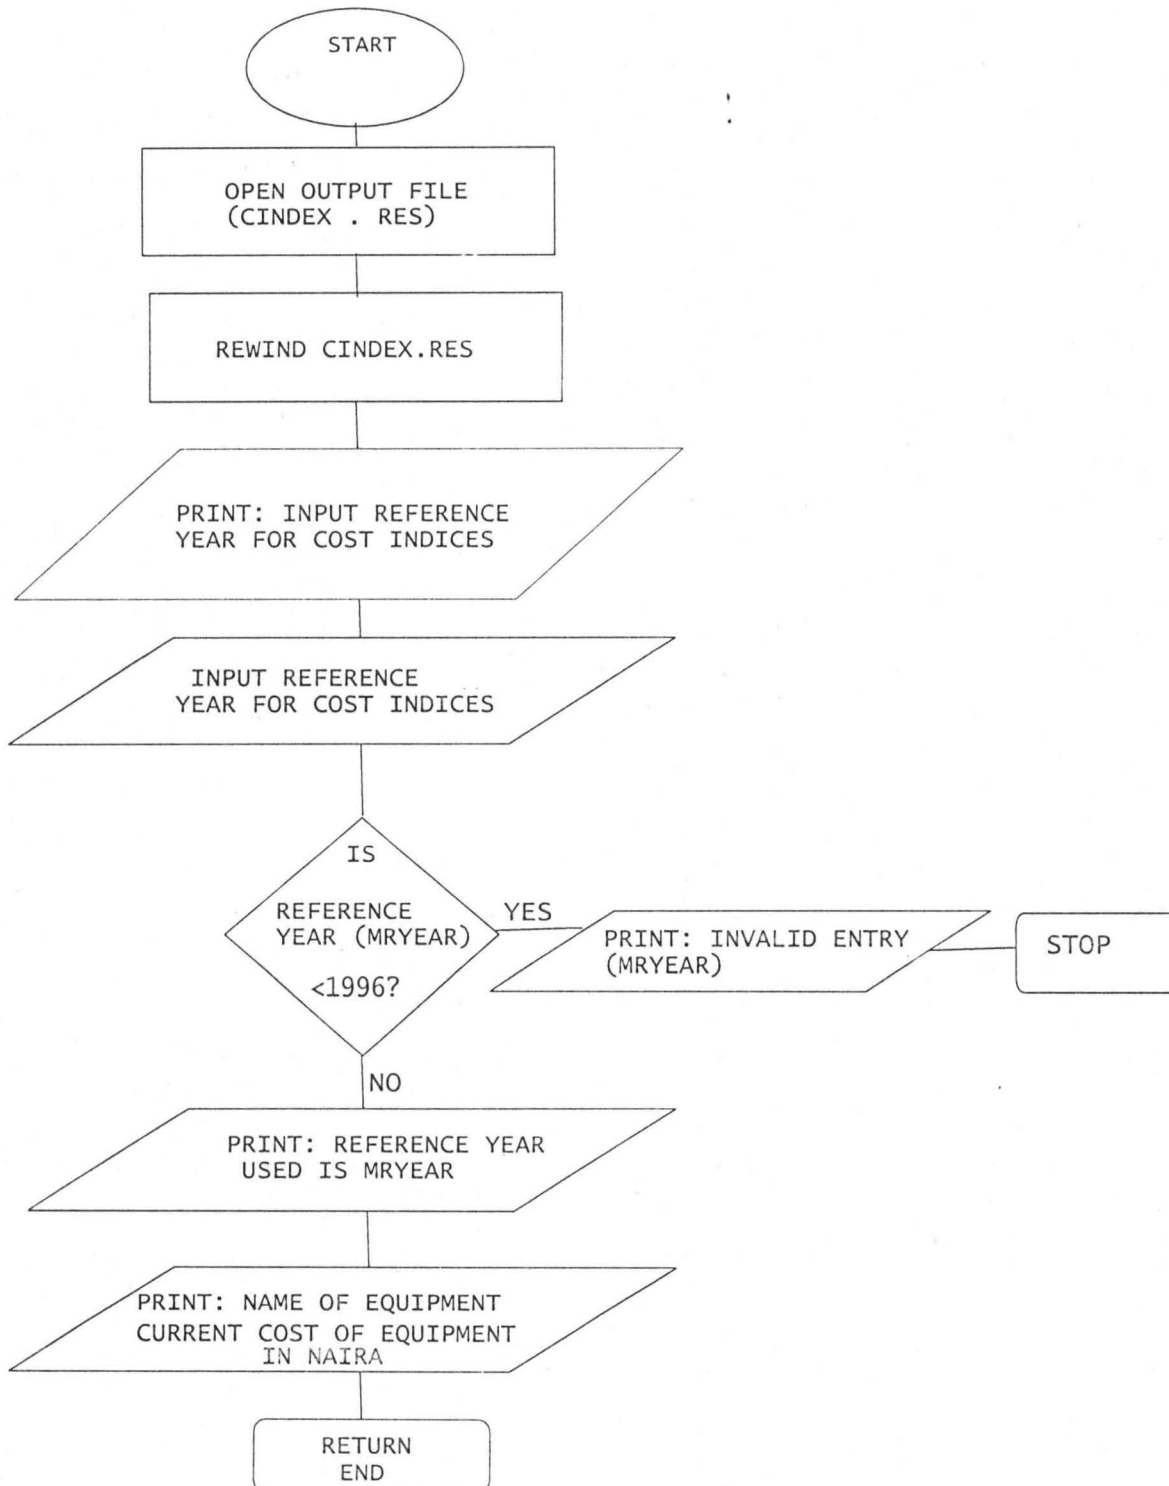 START
OPEN OUTPUT FILE
(CINDEX . RES)
REWIND CINDEX.RES
PRINT: INPUT REFERENCE
YEAR FOR COST INDICES
INPUT REFERENCE
YEAR FOR COST INDICES
IS
REFERENCE
YEAR (MRYEAR)
<1996?
YES
PRINT: INVALID ENTRY
(MRYEAR)
STOP
NO
PRINT: REFERENCE YEAR
USED IS MRYEAR
PRINT: NAME OF EQUIPMENT
CURRENT COST OF EQUIPMENT
IN NAIRA
RETURN
END